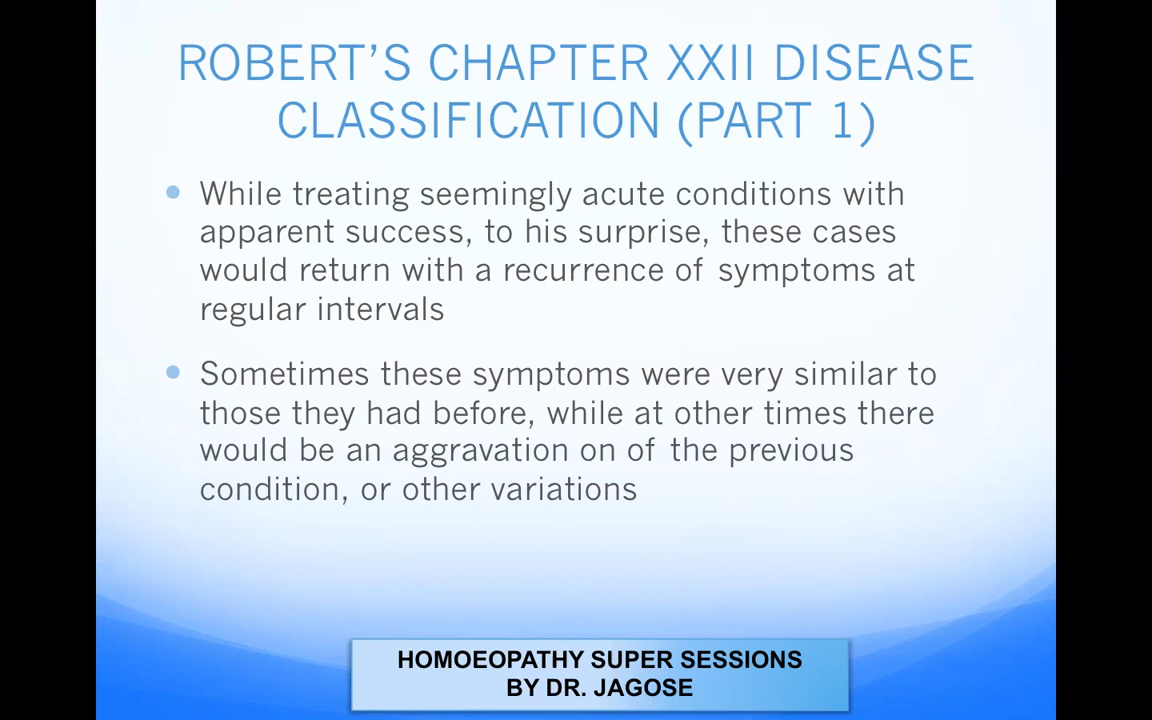 ROBERT’S CHAPTER XXII DISEASE
CLASSIFICATION (PART 1)
While treating seemingly acute conditions with
apparent success, to his surprise, these cases
would return with a recurrence of symptoms at
regular intervals
Sometimes these symptoms were very similar to
those they had before, while at other times there
would be an aggravation on of the previous
condition, or other variations
HOMOEOPATHY SUPER SESSIONS
BY DR. JAGOSE